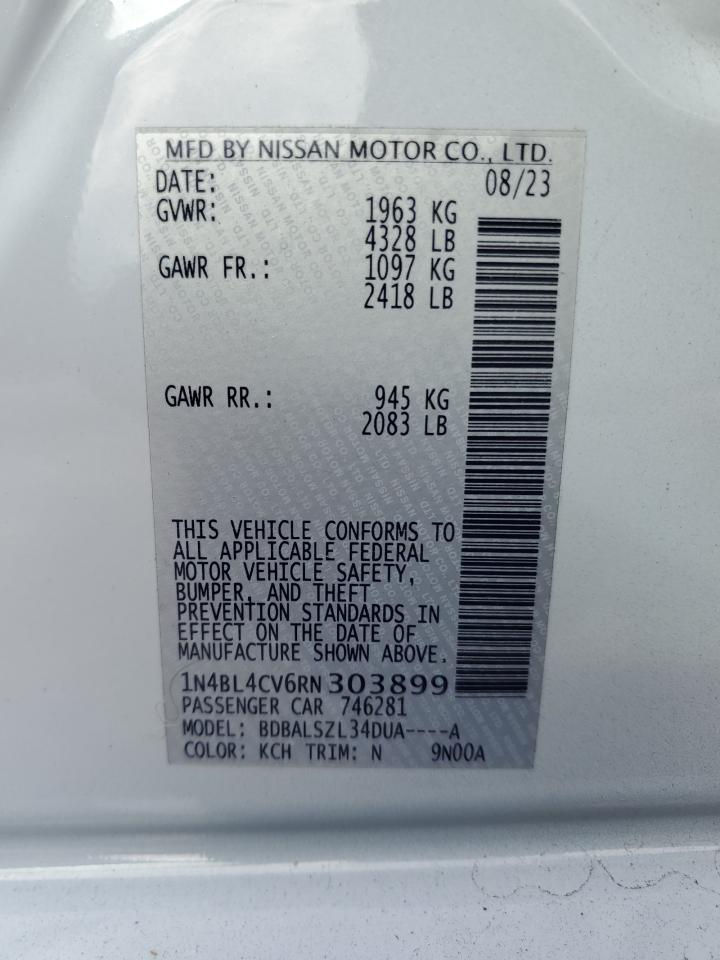 MFD BY NISSAN MOTOR CO., LTD.
DATE: 08/23
GVWR: 1963 KG
4328 LB
GAWR FR.: 1097 KG
2418 LB
GAWR RR.: 945 KG
2083 LB
THIS VEHICLE CONFORMS TO
ALL APPLICABLE FEDERAL
MOTOR VEHICLE SAFETY,
BUMPER, AND THEFT
PREVENTION STANDARDS IN
EFFECT ON THE DATE OF
MANUFACTURE SHOWN ABOVE.
1N4BL4CV6RN303899
PASSENGER CAR 746281
MODEL: BDBALSZL34DUA----A
COLOR: KCH TRIM: N 9N00A